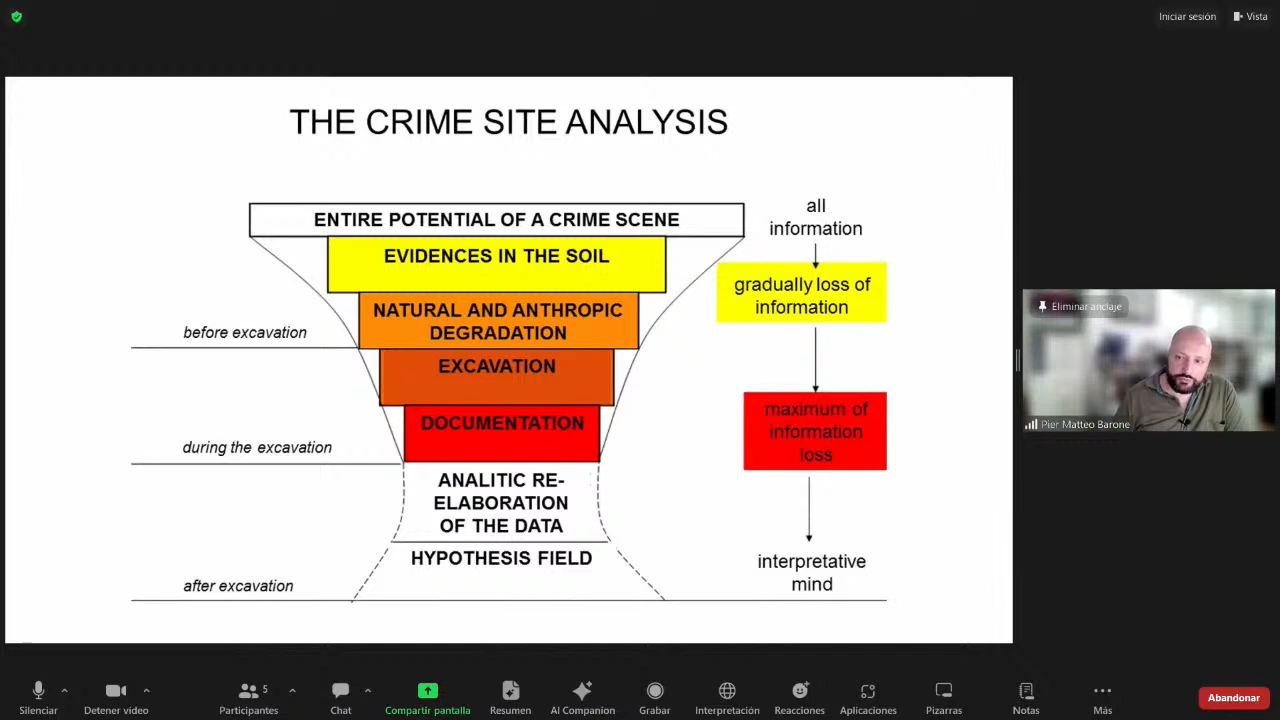 Iniciar sesión
Vista
THE CRIME SITE ANALYSIS
ENTIRE POTENTIAL OF A CRIME SCENE
EVIDENCES IN THE SOIL
NATURAL AND ANTHROPIC
DEGRADATION
EXCAVATION
DOCUMENTATION
ANALITIC RE-
ELABORATION
OF THE DATA
HYPOTHESIS FIELD
before excavation
during the excavation
after excavation
all
information
gradually loss of
information
maximum of
information
loss
interpretative
mind
Eliminar anclaje
Pier Matteo Barone
Silenciar
Detener video
5
Participantes
Chat
Compartir pantalla
Resumen
AI Companion
Grabar
Interpretación
Reacciones
Aplicaciones
Pizarras
Notas
Más
Abandonar